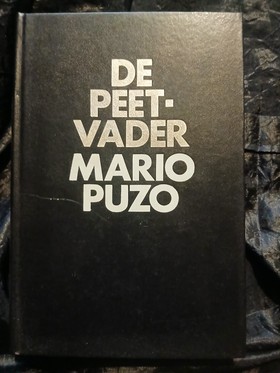 DE
PEET-
VADER
MARIO
PUZO